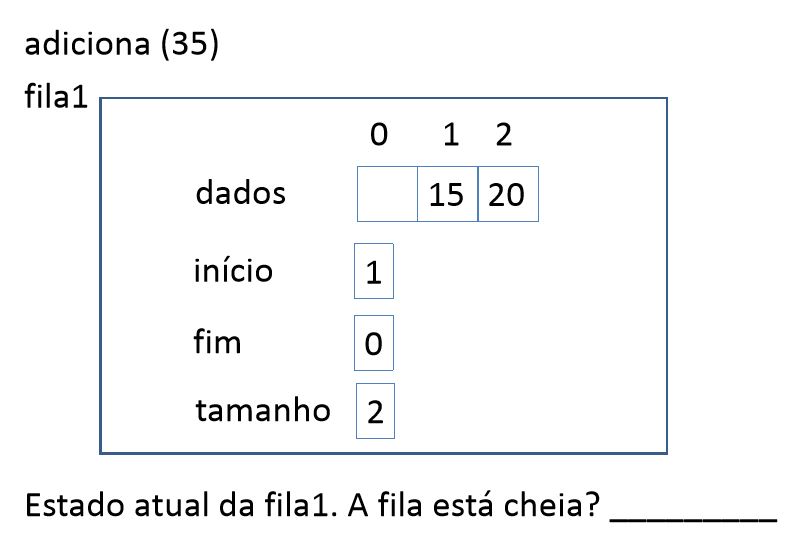 adiciona (35)
fila1
0 1 2
dados 15 20
início 1
fim 0
tamanho 2
Estado atual da fila1. A fila está cheia? _________